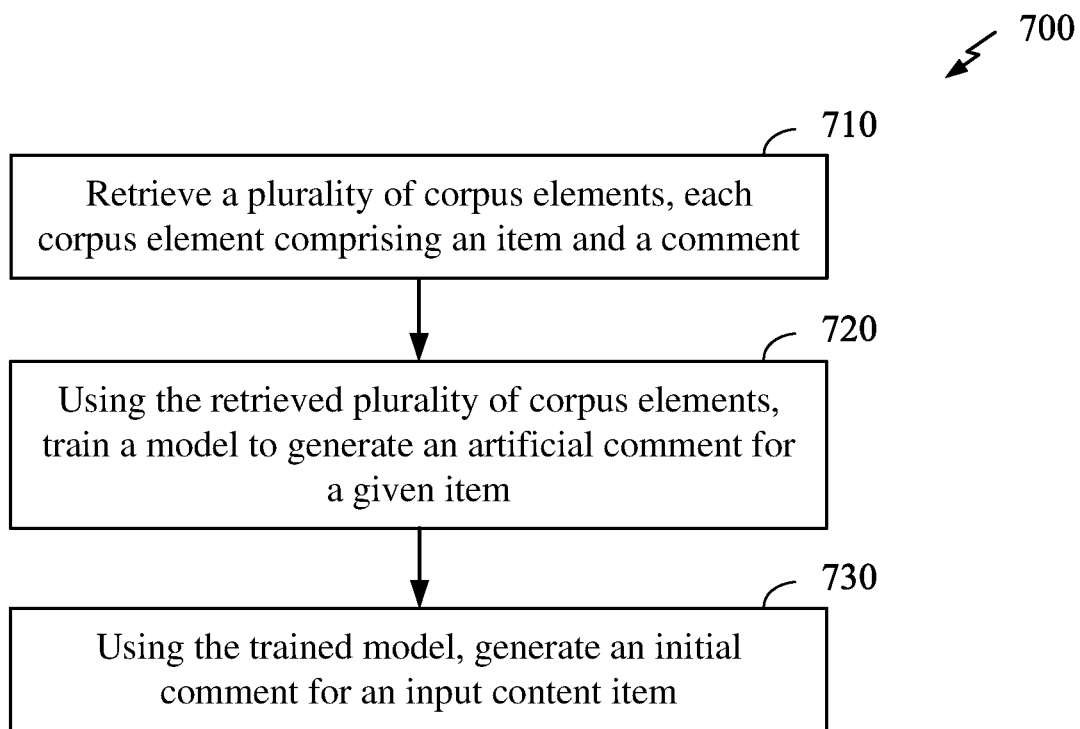 700
710
Retrieve a plurality of corpus elements, each
corpus element comprising an item and a comment
720
Using the retrieved plurality of corpus elements,
train a model to generate an artificial comment for
a given item
730
Using the trained model, generate an initial
comment for an input content item